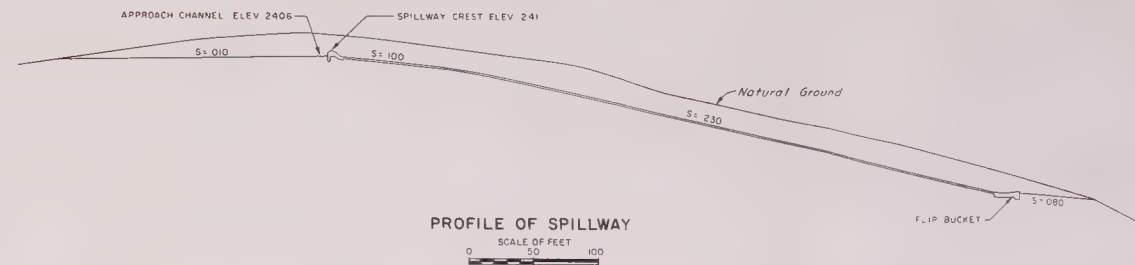 APPROACH CHANNEL ELEV 2406
SPILLWAY CREST ELEV 241
S= 010
S= 100
Natural Ground
S= 230
S= 080
FLIP BUCKET
PROFILE OF SPILLWAY
SCALE OF FEET
0 50 100